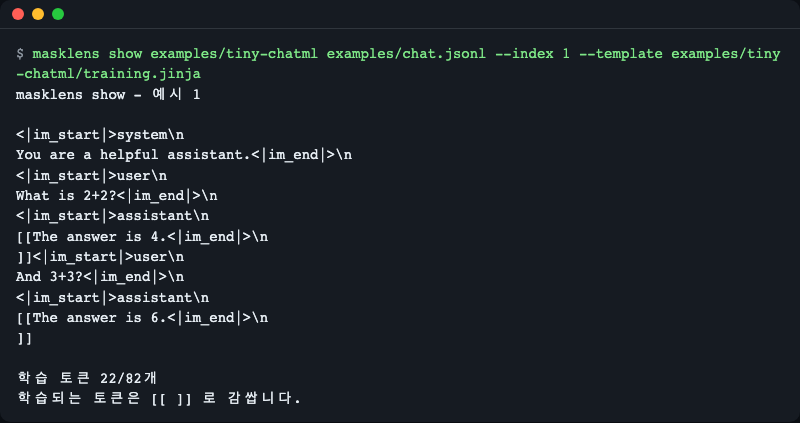 $ masklens show examples/tiny-chatml examples/chat.jsonl --index 1 --template examples/tiny
-chatml/training.jinja
masklens show — 예시 1
<|im_start|>system\n
You are a helpful assistant.<|im_end|>\n
<|im_start|>user\n
What is 2+2?<|im_end|>\n
<|im_start|>assistant\n
[[The answer is 4.<|im_end|>\n
]]<|im_start|>user\n
And 3+3?<|im_end|>\n
<|im_start|>assistant\n
[[The answer is 6.<|im_end|>\n
]]
학습 토큰 22/82개
학습되는 토큰은 [[ ]] 로 감쌉니다.